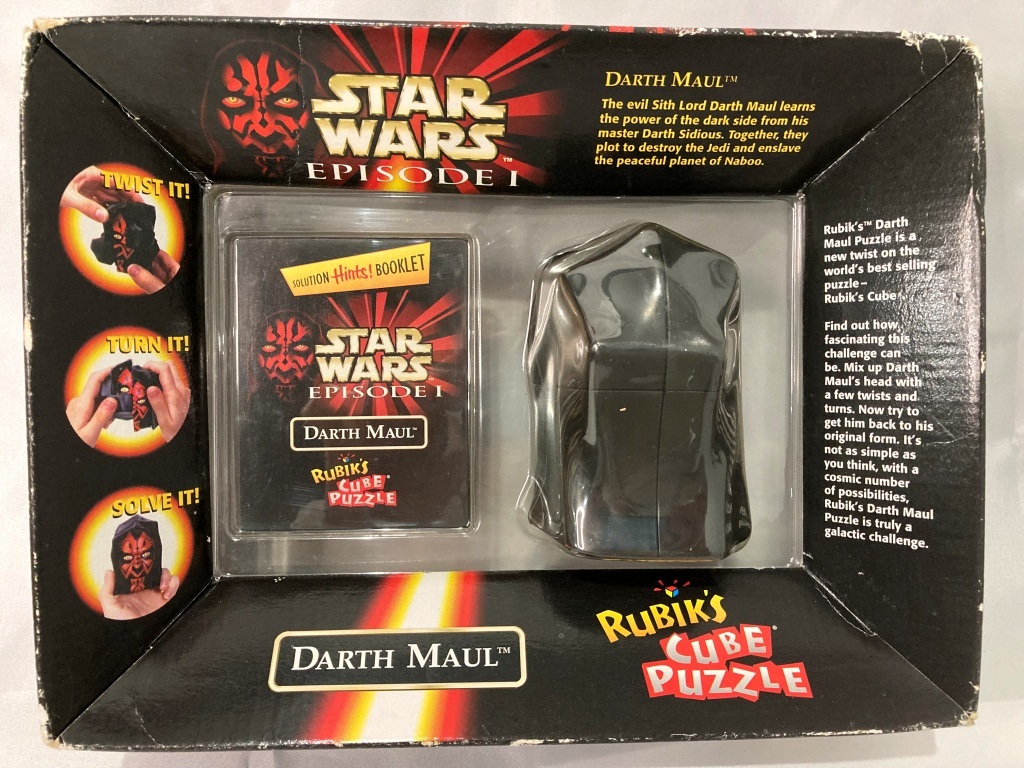 STAR
WARS™
EPISODE I
DARTH MAUL™
The evil Sith Lord Darth Maul learns
the power of the dark side from his
master Darth Sidious. Together, they
plot to destroy the Jedi and enslave
the peaceful planet of Naboo.
TWIST IT!
TURN IT!
SOLVE IT!
SOLUTION Hints! BOOKLET
STAR
WARS
EPISODE I
DARTH MAUL™
RUBIK'S
CUBE
PUZZLE
Rubik's™ Darth
Maul Puzzle is a
new twist on the
world's best selling
puzzle–
Rubik's Cube
Find out how
fascinating this
challenge can
be. Mix up Darth
Maul's head with
a few twists and
turns. Now try to
get him back to his
original form. It's
not as simple as
you think, with a
cosmic number
of possibilities,
Rubik's Darth Maul
Puzzle is truly a
galactic challenge.
DARTH MAUL™
RUBIK'S
CUBE®
PUZZLE